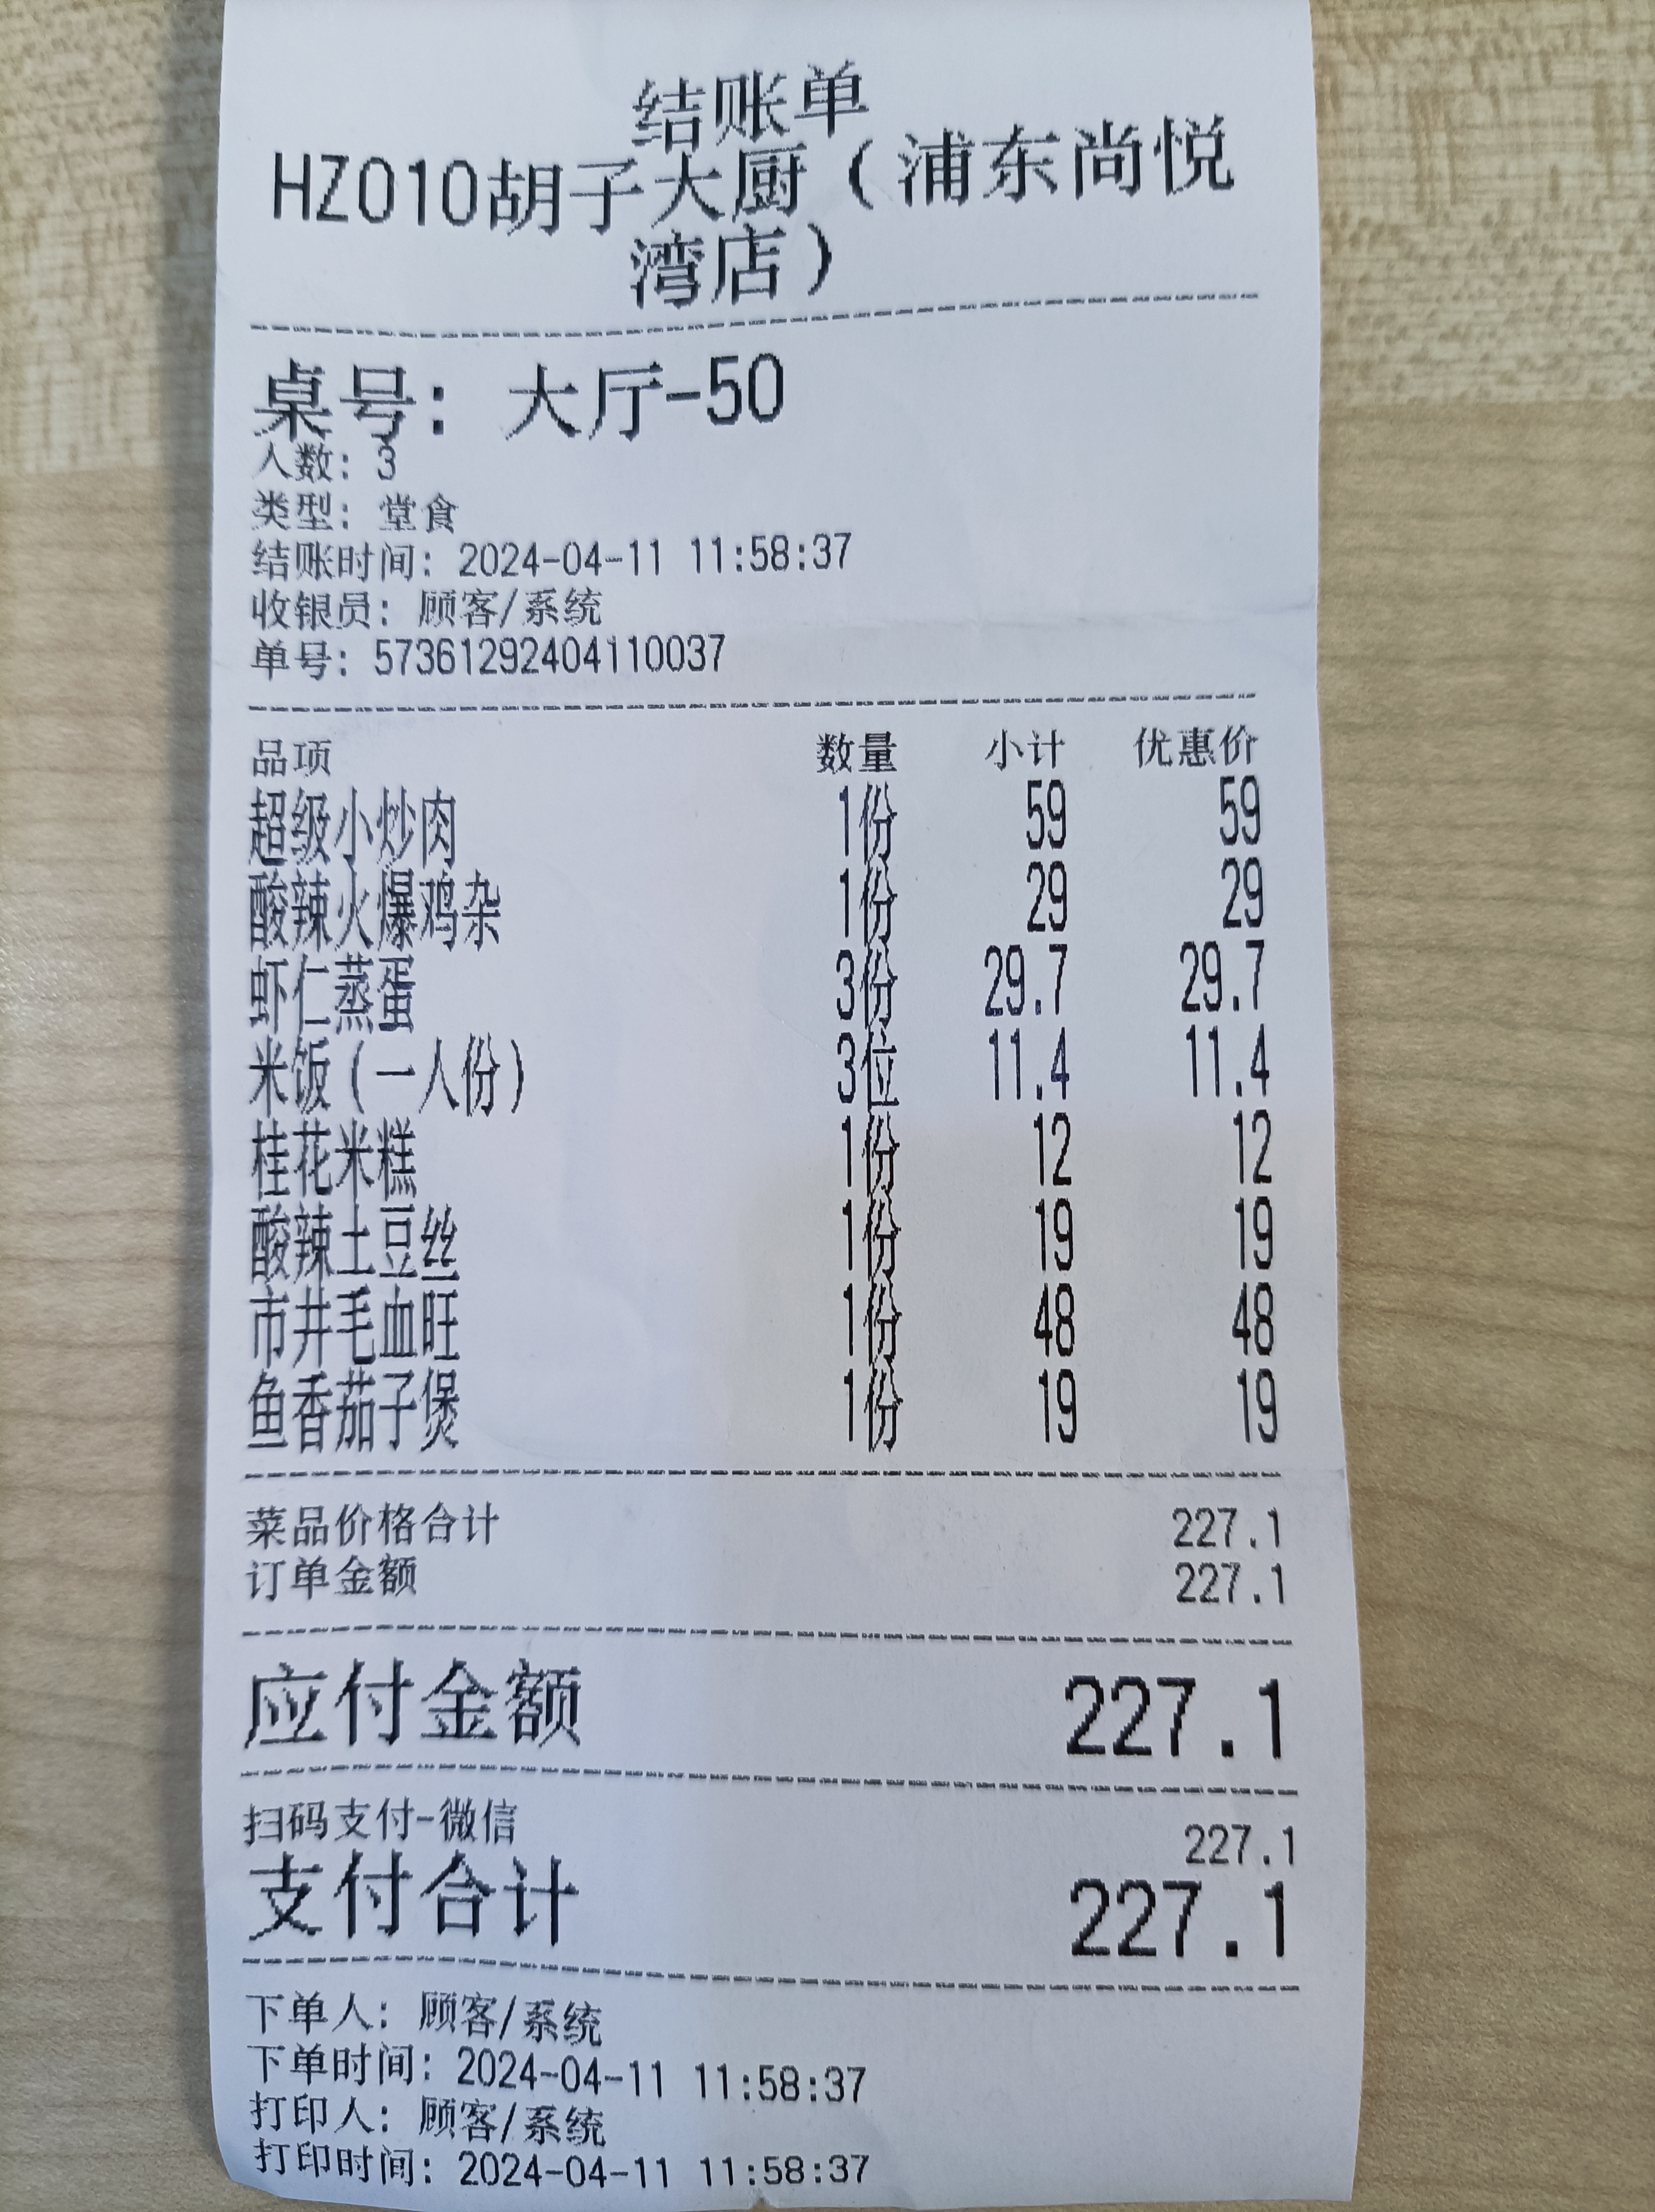 结账单
HZ010胡子大厨（浦东尚悦
湾店）
桌号：大厅-50
人数：3
类型：堂食
结账时间：2024-04-11 11:58:37
收银员：顾客/系统
单号：57361292404110037
品项 数量 小计 优惠价
超级小炒肉 1份 59 59
酸辣火爆鸡杂 1份 29 29
虾仁蒸蛋 3份 29.7 29.7
米饭（一人份） 3位 11.4 11.4
桂花米糕 1份 12 12
酸辣土豆丝 1份 19 19
市井毛血旺 1份 48 48
鱼香茄子煲 1份 19 19
菜品价格合计 227.1
订单金额 227.1
应付金额 227.1
扫码支付-微信 227.1
支付合计 227.1
下单人：顾客/系统
下单时间：2024-04-11 11:58:37
打印人：顾客/系统
打印时间：2024-04-11 11:58:37